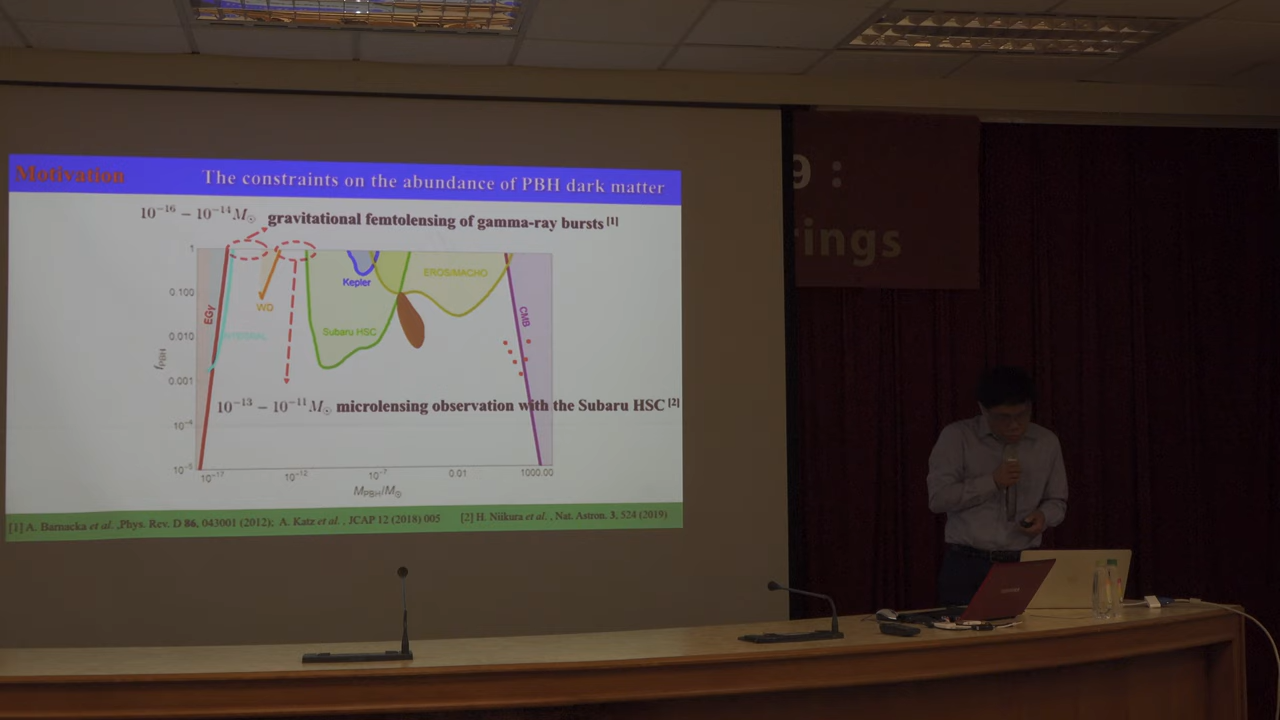 Motivation
The constraints on the abundance of PBH dark matter
10⁻¹⁶ − 10⁻¹⁴ M☉ gravitational femtolensing of gamma-ray bursts [1]
1
0.100
0.010
0.001
10⁻⁴
10⁻⁵
f_PBH
EGγ
WD
Kepler
Subaru HSC
EROS/MACHO
CMB
10⁻¹³ − 10⁻¹¹ M☉ microlensing observation with the Subaru HSC [2]
10⁻¹⁷ 10⁻¹² 10⁻⁷ 0.01 1000.00
M_PBH/M☉
[1] A. Barnacka et al. ,Phys. Rev. D 86, 043001 (2012); A. Katz et al. , JCAP 12 (2018) 005 [2] H. Niikura et al. , Nat. Astron. 3, 524 (2019)
9 :
rings